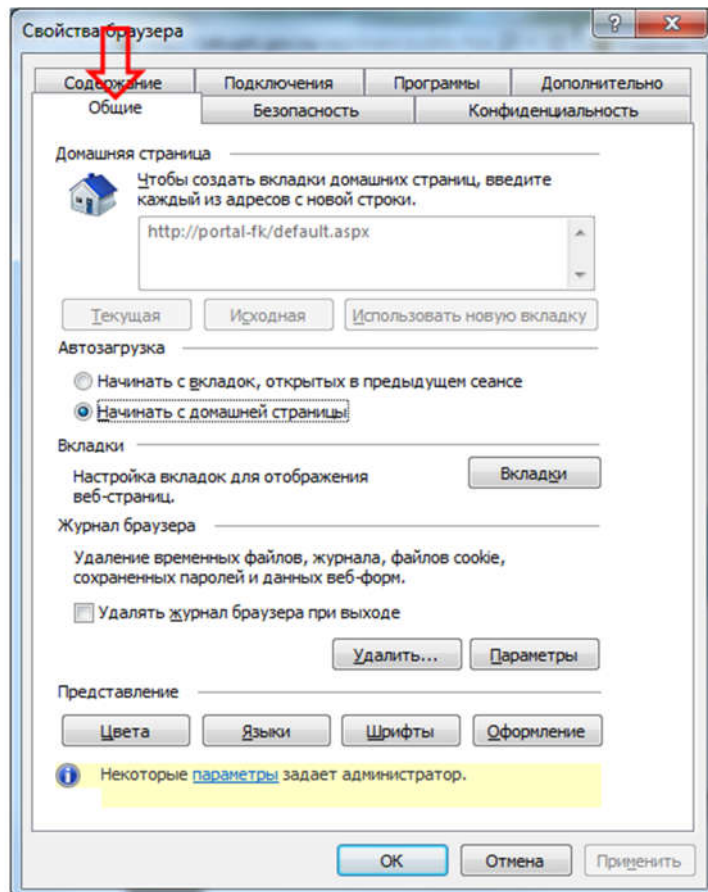 Свойства браузера
Содержание Подключения Программы Дополнительно
Общие Безопасность Конфиденциальность
Домашняя страница
Чтобы создать вкладки домашних страниц, введите
каждый из адресов с новой строки.
http://portal-fk/default.aspx
Текущая Исходная Использовать новую вкладку
Автозагрузка
Начинать с вкладок, открытых в предыдущем сеансе
Начинать с домашней страницы
Вкладки
Настройка вкладок для отображения
веб-страниц.
Вкладки
Журнал браузера
Удаление временных файлов, журнала, файлов cookie,
сохраненных паролей и данных веб-форм.
Удалять журнал браузера при выходе
Удалить... Параметры
Представление
Цвета Языки Шрифты Оформление
Некоторые параметры задает администратор.
ОК Отмена Применить